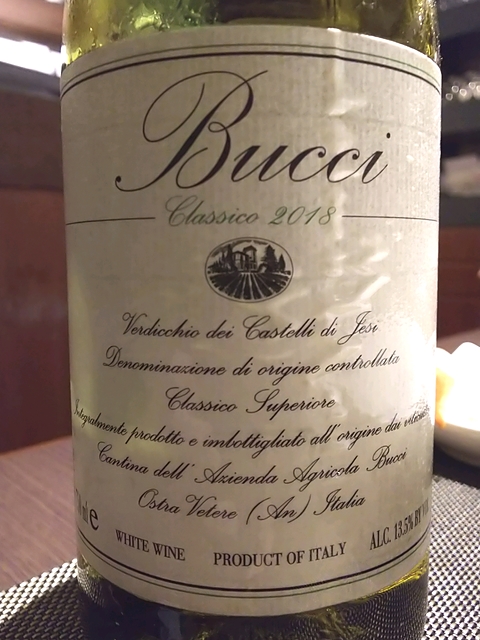 Bucci
Classico 2018
Verdicchio dei Castelli di Jesi
Denominazione di origine controllata
Classico Superiore
Integralmente prodotto e imbottigliato all'origine dai
Cantina dell' Azienda Agricola Bucci
Ostra Vetere (An) Italia
e WHITE WINE PRODUCT OF ITALY ALC. 13.5% BY